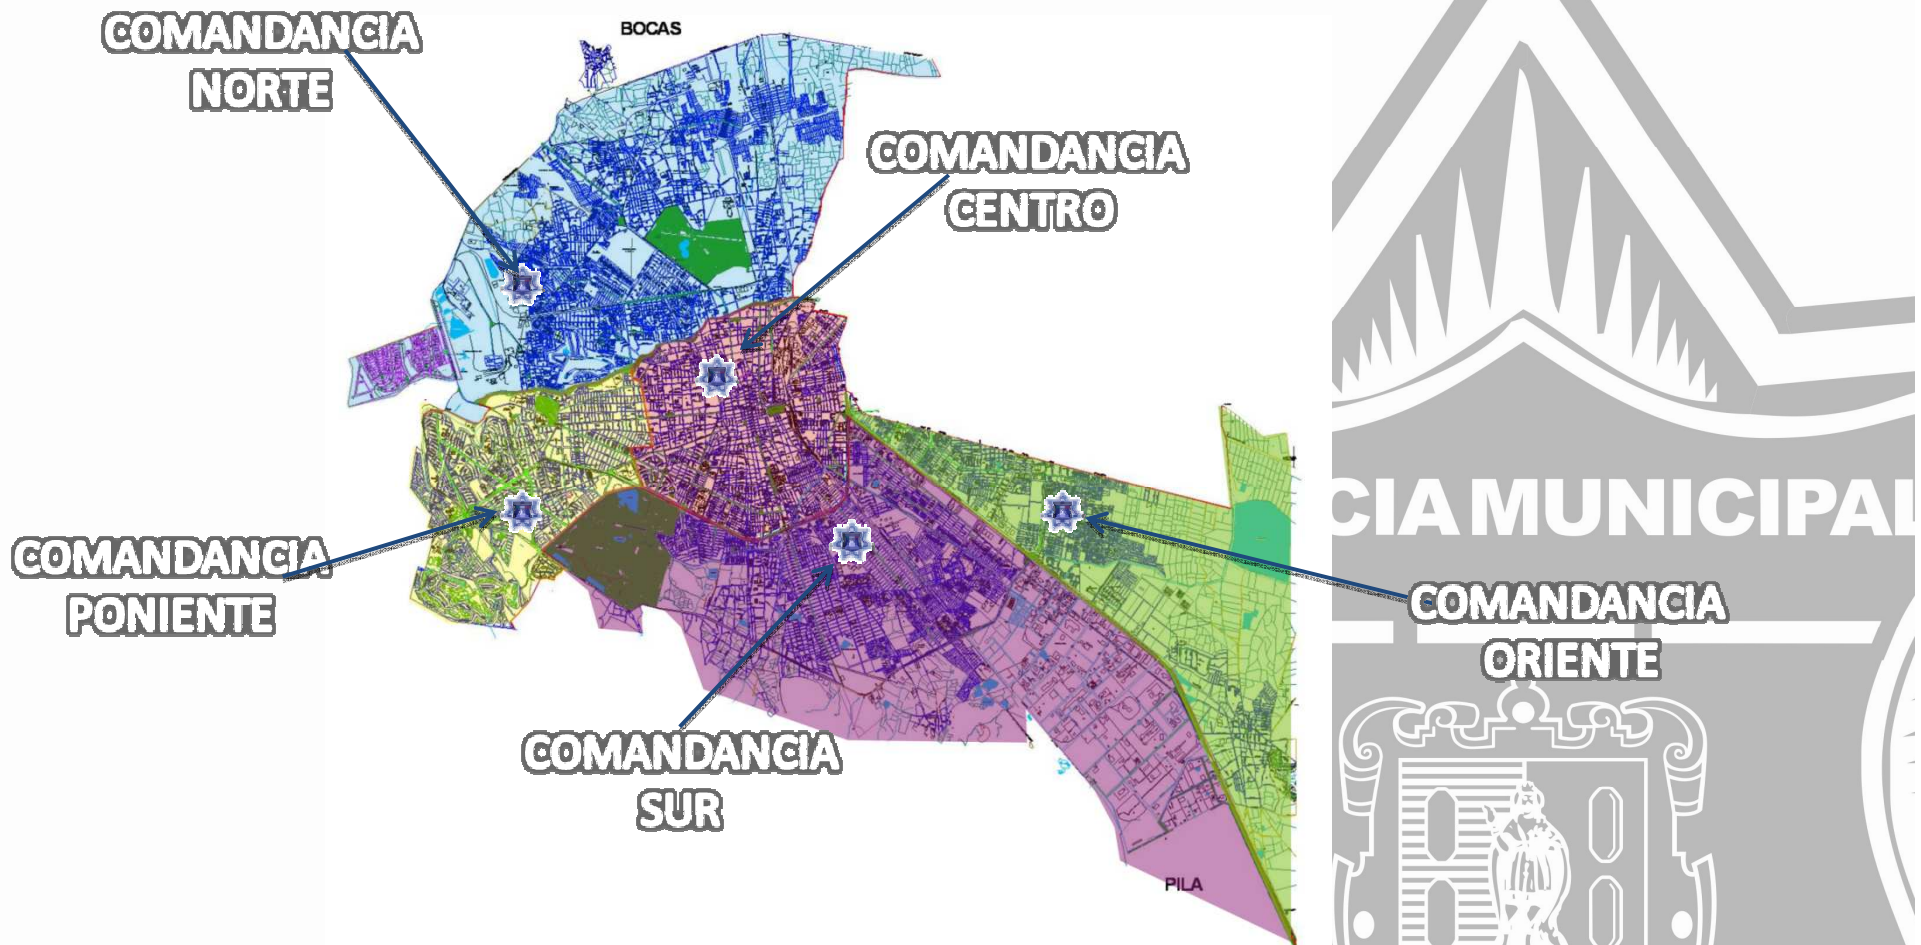 COMANDANCIA
NORTE
BOCAS
COMANDANCIA
CENTRO
CIA MUNICIPAL
COMANDANCIA
PONIENTE
COMANDANCIA
ORIENTE
COMANDANCIA
SUR
PILA